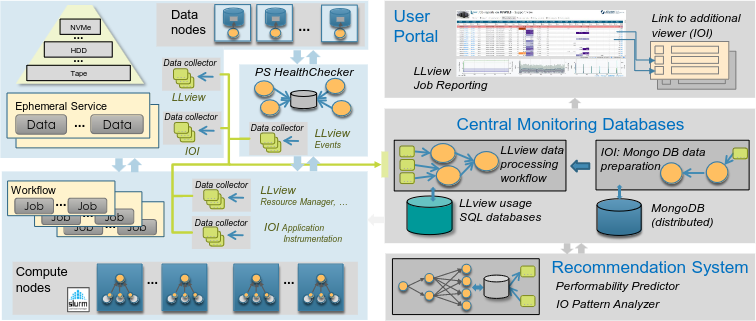 NVMe
...
HDD
...
Tape
Ephemeral Service
Data ... Data
Data
nodes
...
Data collector
LLview
Data collector
IOI
PS HealthChecker
Data collector
LLview
Events
Workflow
Job ... Job
Job ... Job
Job ... Job
Data collector
LLview
Resource Manager, ...
Data collector
IOI Application
Instrumentation
Compute
nodes
slurm
...
...
User
Portal
LLview
Job Reporting
Link to additional
viewer (IOI)
Central Monitoring Databases
LLview data
processing
workflow
IOI: Mongo DB data
preparation
LLview usage
SQL databases
MongoDB
(distributed)
Recommendation System
Performability Predictor
IO Pattern Analyzer